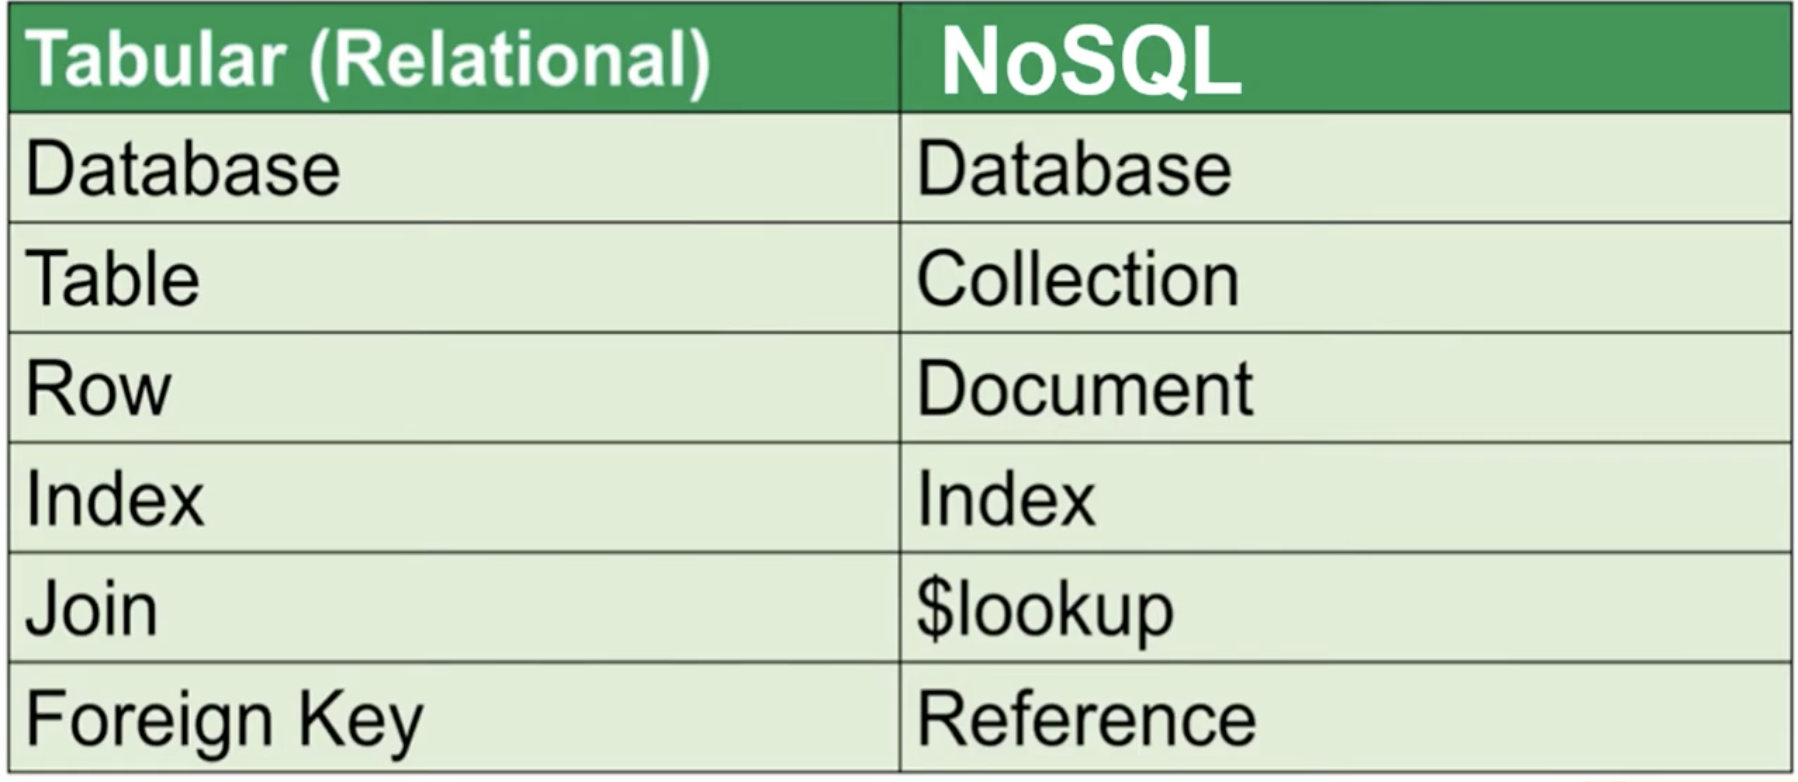 Tabular (Relational) NoSQL
Database Database
Table Collection
Row Document
Index Index
Join $lookup
Foreign Key Reference